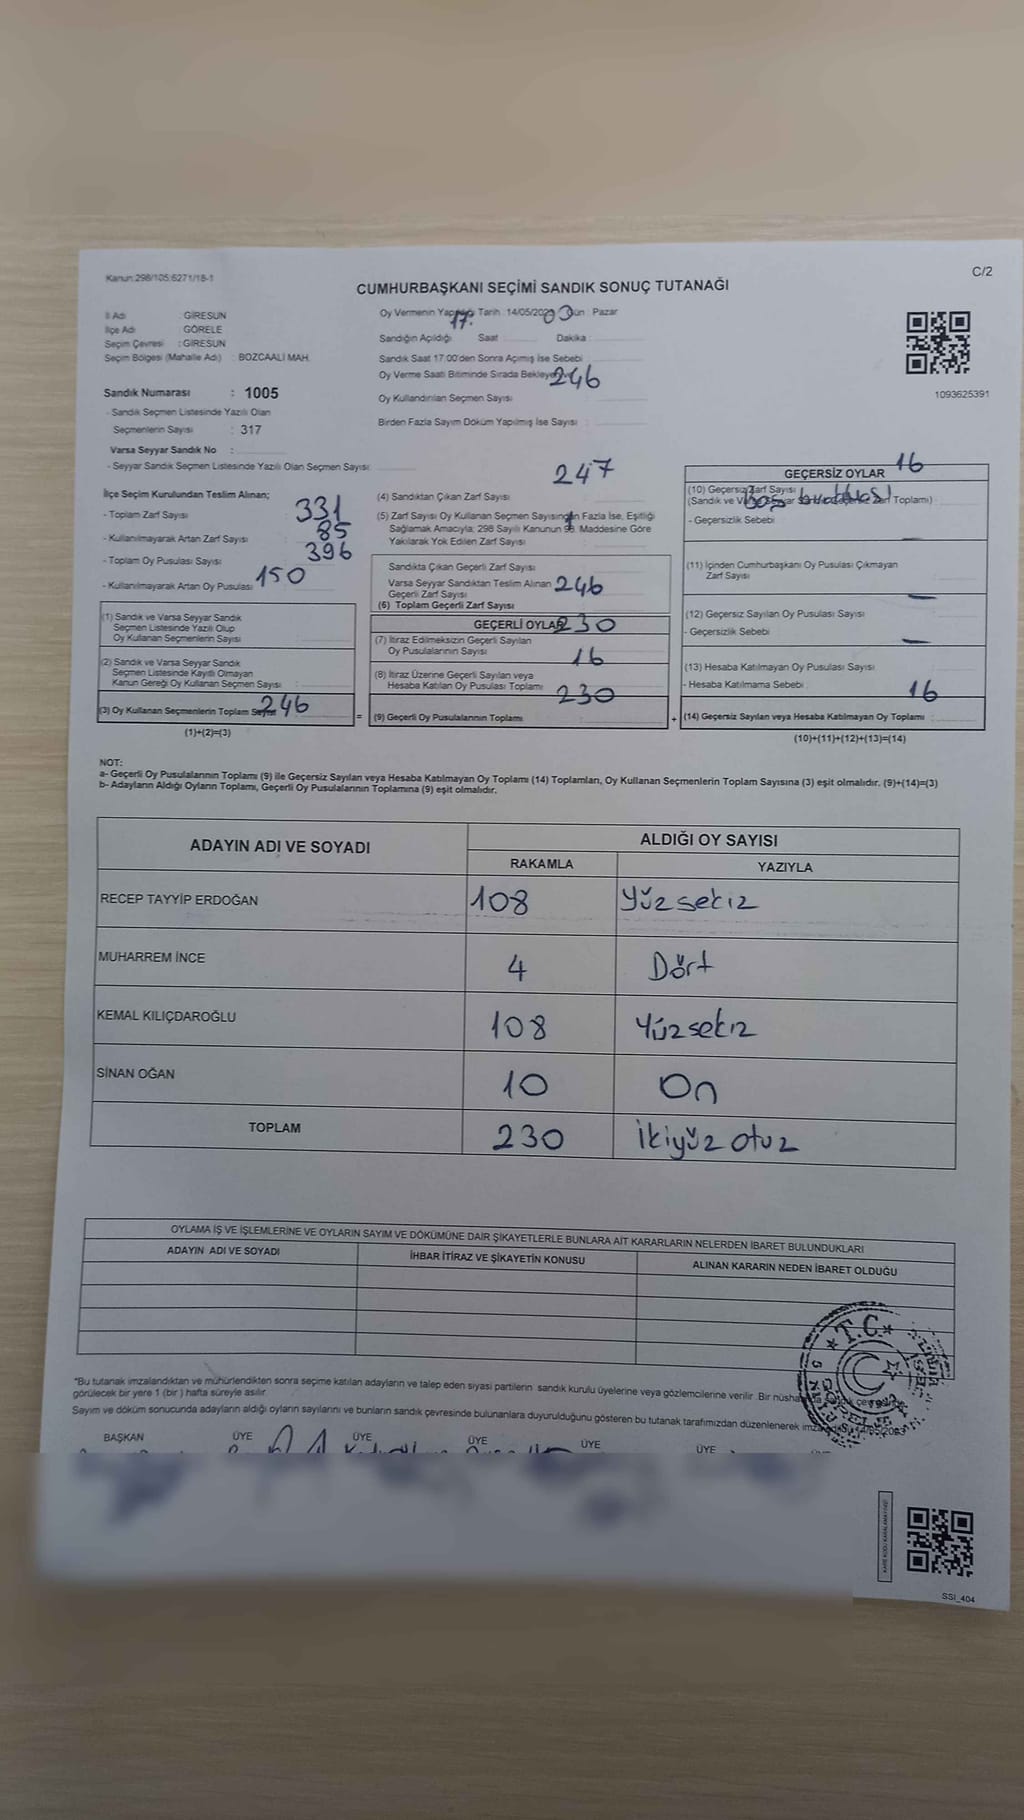 Kanun:298/105;6271/18-1
C/2
CUMHURBAŞKANI SEÇİMİ SANDIK SONUÇ TUTANAĞI
İl Adı : GİRESUN
İlçe Adı : GÖRELE
Seçim Çevresi : GİRESUN
Seçim Bölgesi (Mahalle Adı) : BOZCAALİ MAH.
Sandık Numarası : 1005
- Sandık Seçmen Listesinde Yazılı Olan
Seçmenlerin Sayısı : 317
Varsa Seyyar Sandık No :
- Seyyar Sandık Seçmen Listesinde Yazılı Olan Seçmen Sayısı :
Oy Vermenin Yapıldığı Tarih : 14/05/2023 Gün : Pazar
17:00
Sandığın Açıldığı Saat : Dakika :
Sandık Saat 17:00'den Sonra Açımış İse Sebebi :
Oy Verme Saati Bitiminde Sırada Bekleyen ve
246
Oy Kullandırılan Seçmen Sayısı :
Birden Fazla Sayım Döküm Yapılmış İse Sayısı :
1093625391
İlçe Seçim Kurulundan Teslim Alınan;
- Toplam Zarf Sayısı 331
- Kullanılmayarak Artan Zarf Sayısı 85
- Toplam Oy Pusulası Sayısı 396
- Kullanılmayarak Artan Oy Pusulası 150
(1) Sandık ve Varsa Seyyar Sandık
Seçmen Listesinde Yazılı Olup
Oy Kullanan Seçmenlerin Sayısı :
(2) Sandık ve Varsa Seyyar Sandık
Seçmen Listesinde Kayıtlı Olmayan
Kanun Gereği Oy Kullanan Seçmen Sayısı :
(3) Oy Kullanan Seçmenlerin Toplam Sayısı 246
(1)+(2)=(3)
247
(4) Sandıktan Çıkan Zarf Sayısı :
(5) Zarf Sayısı Oy Kullanan Seçmen Sayısından Fazla İse, Eşitliği
Sağlamak Amacıyla; 298 Sayılı Kanunun 98. Maddesine Göre
Yakılarak Yok Edilen Zarf Sayısı : 1
Sandıkta Çıkan Geçerli Zarf Sayısı :
Varsa Seyyar Sandıktan Teslim Alınan 246
Geçerli Zarf Sayısı
(6) Toplam Geçerli Zarf Sayısı
GEÇERLİ OYLAR 230
(7) İtiraz Edilmeksizin Geçerli Sayılan
Oy Pusulalarının Sayısı
16
(8) İtiraz Üzerine Geçerli Sayılan veya
Hesaba Katılan Oy Pusulası Toplamı
230
= (9) Geçerli Oy Pusulalarının Toplamı
GEÇERSİZ OYLAR 16
(10) Geçersiz Zarf Sayısı
(Sandık ve Varsa Seyyar Sandık Geçersiz Zarf Toplamı) :
- Geçersizlik Sebebi
(11) İçinden Cumhurbaşkanı Oy Pusulası Çıkmayan
Zarf Sayısı
(12) Geçersiz Sayılan Oy Pusulası Sayısı
- Geçersizlik Sebebi
(13) Hesaba Katılmayan Oy Pusulası Sayısı
- Hesaba Katılmama Sebebi 16
+ (14) Geçersiz Sayılan veya Hesaba Katılmayan Oy Toplamı :
(10)+(11)+(12)+(13)=(14)
NOT:
a- Geçerli Oy Pusulalarının Toplamı (9) ile Geçersiz Sayılan veya Hesaba Katılmayan Oy Toplamı (14) Toplamları, Oy Kullanan Seçmenlerin Toplam Sayısına (3) eşit olmalıdır. (9)+(14)=(3)
b- Adayların Aldığı Oyların Toplamı, Geçerli Oy Pusulalarının Toplamına (9) eşit olmalıdır.
ADAYIN ADI VE SOYADI
ALDIĞI OY SAYISI
RAKAMLA YAZIYLA
RECEP TAYYİP ERDOĞAN 108 Yüzsekiz
MUHARREM İNCE 4 Dört
KEMAL KILIÇDAROĞLU 108 Yüzsekiz
SİNAN OĞAN 10 On
TOPLAM 230 İkiyüz otuz
OYLAMA İŞ VE İŞLEMLERİNE VE OYLARIN SAYIM VE DÖKÜMÜNE DAİR ŞİKAYETLERLE BUNLARA AİT KARARLARIN NELERDEN İBARET BULUNDUKLARI
ADAYIN ADI VE SOYADI İHBAR İTİRAZ VE ŞİKAYETİN KONUSU ALINAN KARARIN NEDEN İBARET OLDUĞU
T.C.
*Bu tutanak imzalandıktan ve mühürlendikten sonra seçime katılan adayların ve talep eden siyasi partilerin sandık kurulu üyelerine veya gözlemcilerine verilir. Bir nüsha da sandık çevresinde
görülecek bir yere 1 (bir ) hafta süreyle asılır.
Sayım ve döküm sonucunda adayların aldığı oyların sayılarını ve bunların sandık çevresinde bulunanlara duyurulduğunu gösteren bu tutanak tarafımızdan düzenlenerek imzalandı. 14/05/2023
BAŞKAN ÜYE ÜYE ÜYE ÜYE ÜYE ÜYE
SSI_404